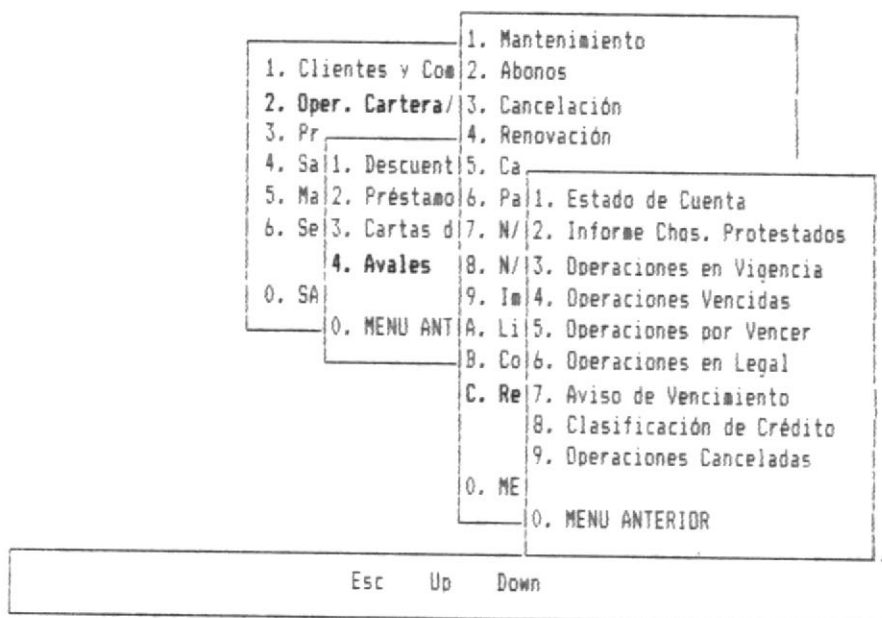 1. Clientes y Com
2. Oper. Cartera/
3. Pr
4. Sa
5. Ma
6. Se
0. SA
1. Descuent
2. Préstamo
3. Cartas d
4. Avales
0. MENU ANT
1. Mantenimiento
2. Abonos
3. Cancelación
4. Renovación
5. Ca
6. Pa
7. N/
8. N/
9. Im
A. Li
B. Co
C. Re
0. ME
1. Estado de Cuenta
2. Informe Chos. Protestados
3. Operaciones en Vigencia
4. Operaciones Vencidas
5. Operaciones por Vencer
6. Operaciones en Legal
7. Aviso de Vencimiento
8. Clasificación de Crédito
9. Operaciones Canceladas
0. MENU ANTERIOR
Esc Up Down